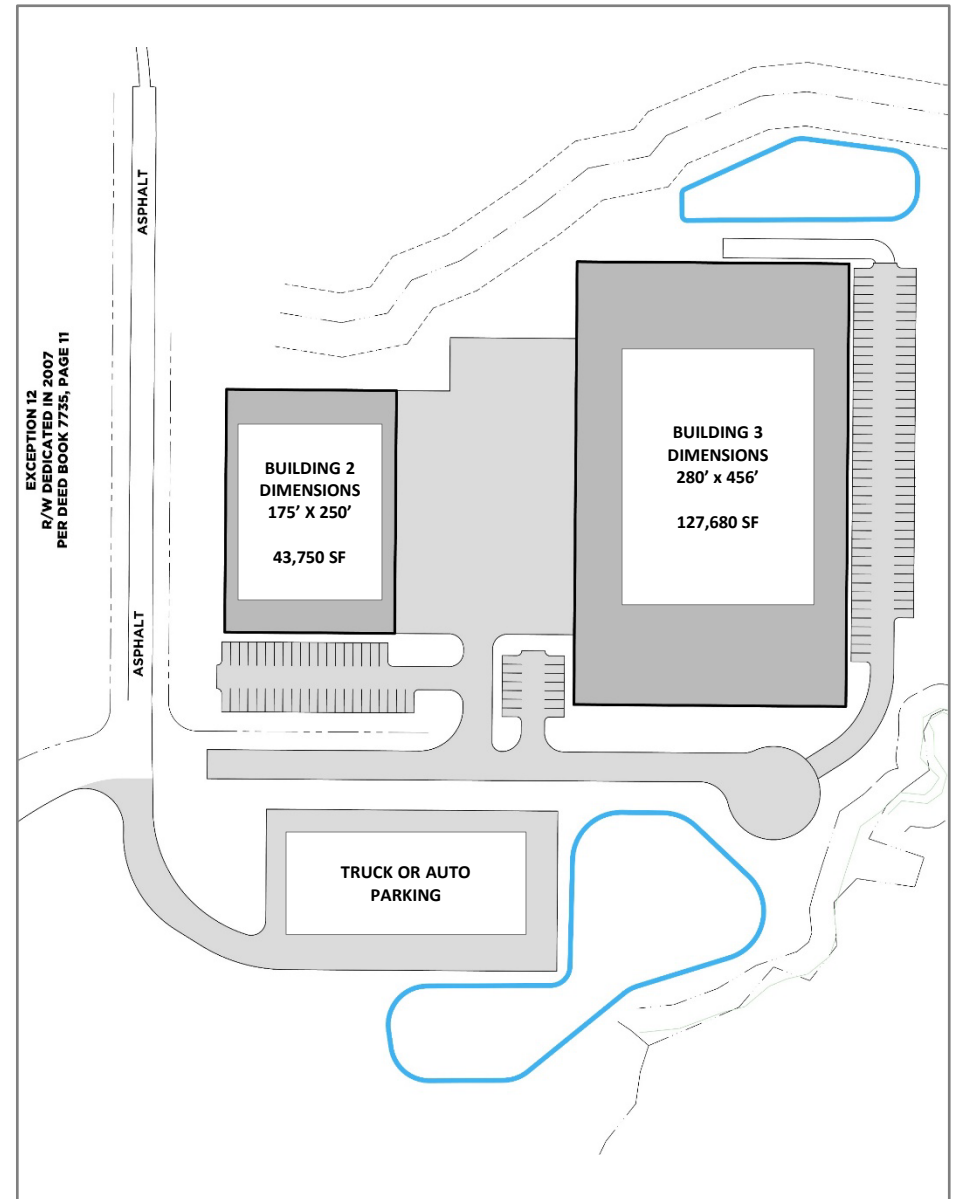 ASPHALT
EXCEPTION 12
R/W DEDICATED IN 2007
PER DEED BOOK 7735, PAGE 11
BUILDING 2
DIMENSIONS
175’ X 250’
43,750 SF
BUILDING 3
DIMENSIONS
280’ x 456’
127,680 SF
ASPHALT
TRUCK OR AUTO
PARKING